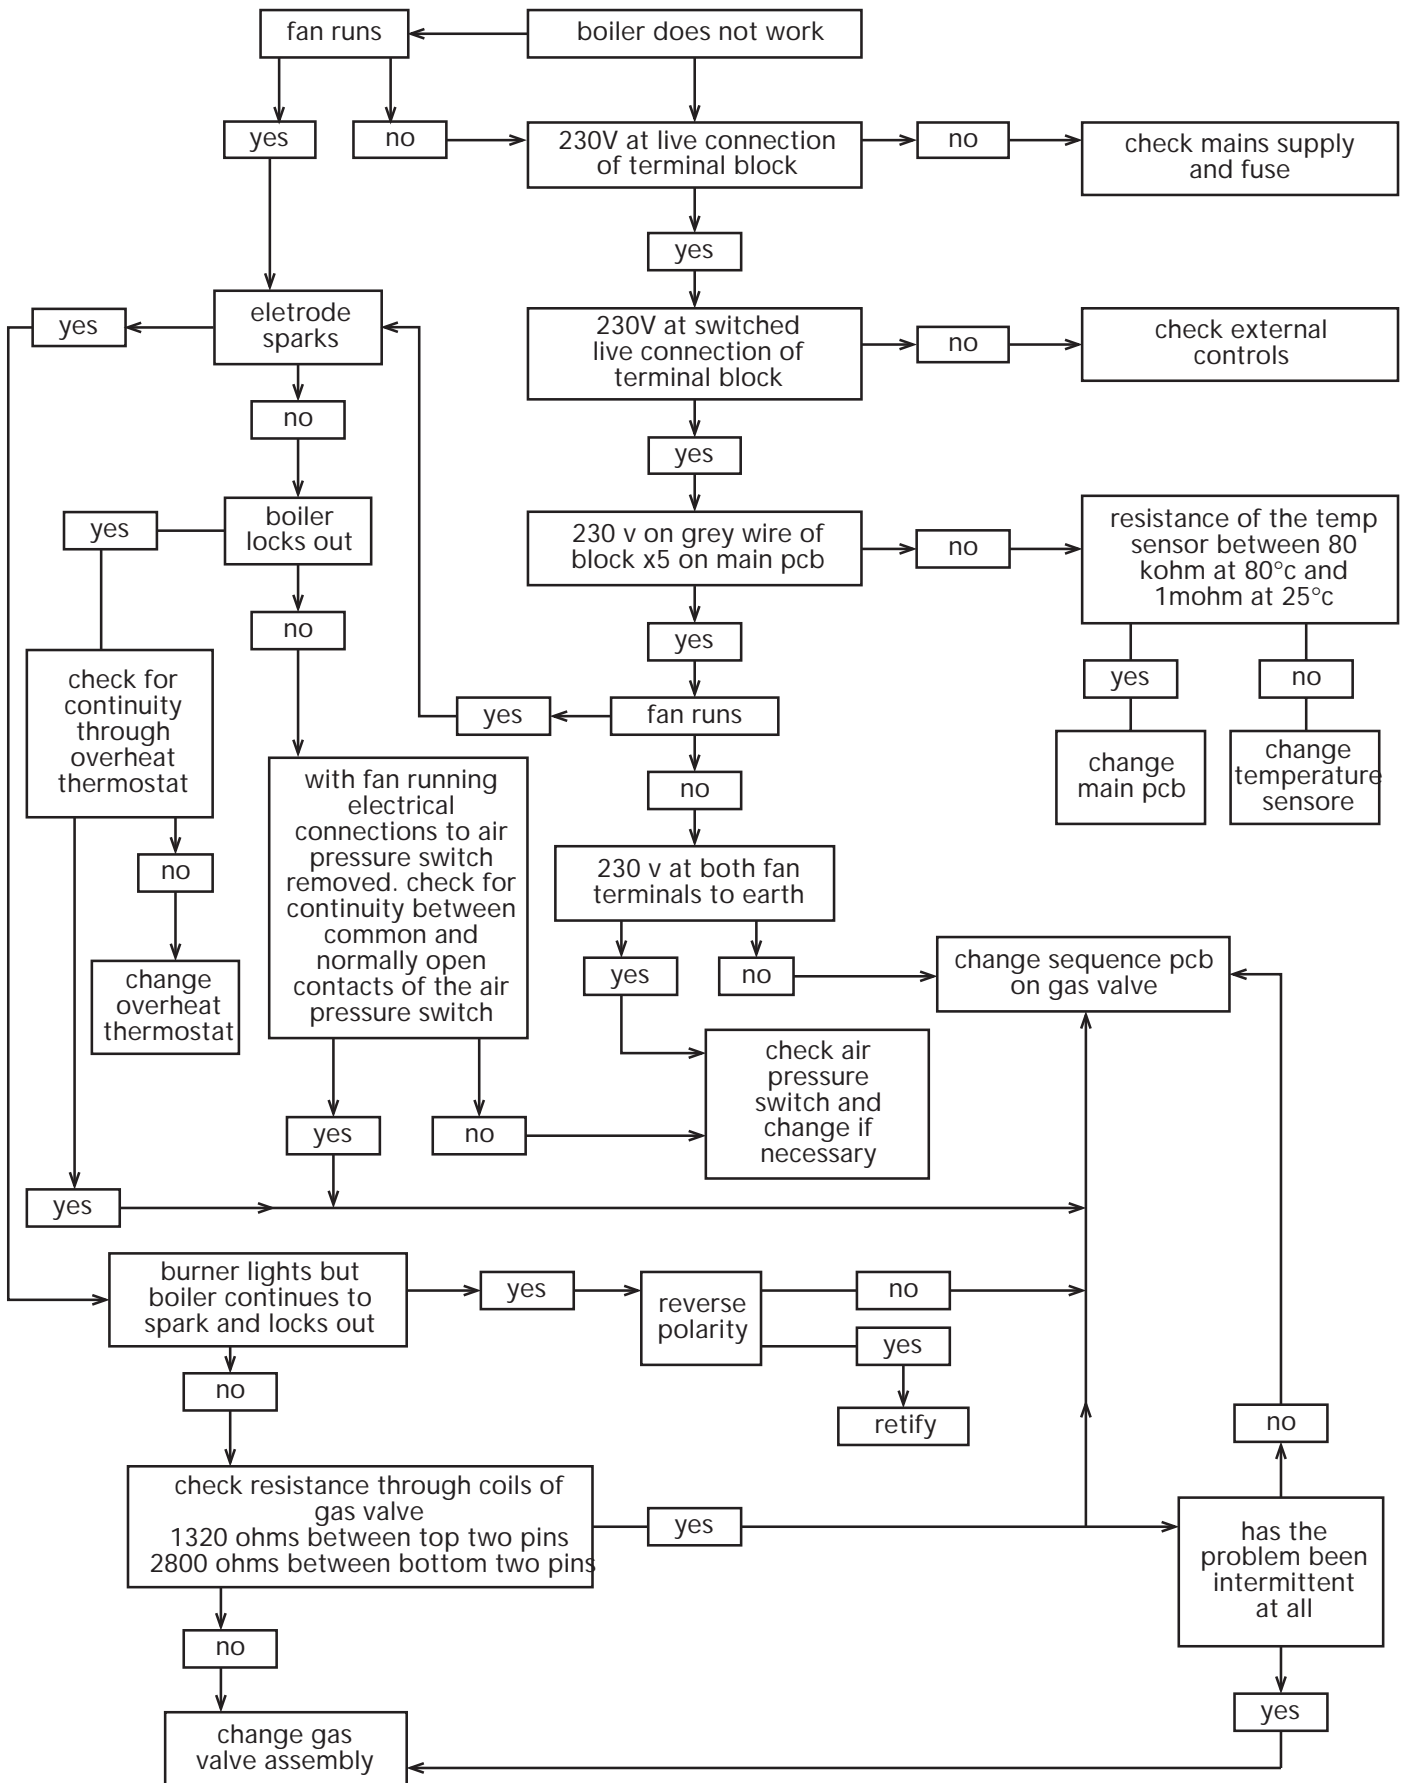 fan runs
boiler does not work
yes
no
230V at live connection
of terminal block
no
check mains supply
and fuse
yes
yes
eletrode
sparks
230V at switched
live connection of
terminal block
no
check external
controls
no
yes
yes
boiler
locks out
230 v on grey wire of
block x5 on main pcb
no
resistance of the temp
sensor between 80
kohm at 80°c and
1mohm at 25°c
no
yes
yes
no
check for
continuity
through
overheat
thermostat
yes
fan runs
change
main pcb
change
temperature
sensore
with fan running
electrical
connections to air
pressure switch
removed. check for
continuity between
common and
normally open
contacts of the air
pressure switch
no
no
230 v at both fan
terminals to earth
change
overheat
thermostat
yes
no
change sequence pcb
on gas valve
check air
pressure
switch and
change if
necessary
yes
no
yes
burner lights but
boiler continues to
spark and locks out
yes
reverse
polarity
no
yes
no
retify
no
check resistance through coils of
gas valve
1320 ohms between top two pins
2800 ohms between bottom two pins
yes
has the
problem been
intermittent
at all
no
yes
change gas
valve assembly